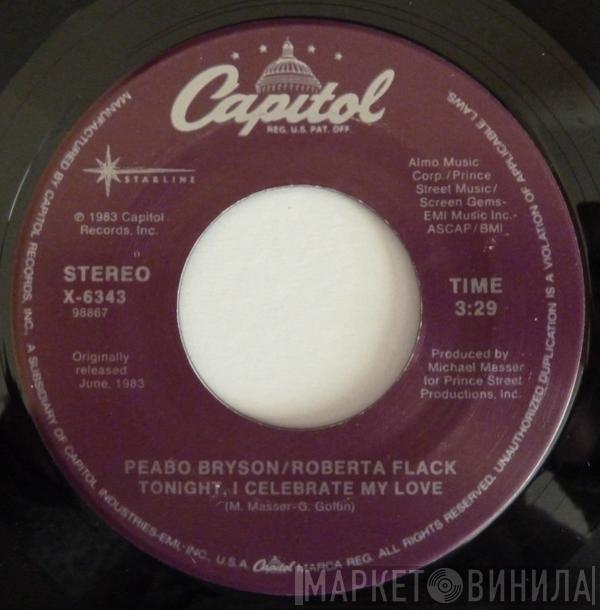 Capitol
REG. U.S. PAT. OFF.
STARLINE
℗ 1983 Capitol
Records, Inc.
STEREO
X-6343
98867
Originally
released
June, 1983
Almo Music
Corp./Prince
Street Music/
Screen Gems-
EMI Music Inc.-
ASCAP/BMI
TIME
3:29
Produced by
Michael Masser
for Prince Street
Productions, Inc.
PEABO BRYSON/ROBERTA FLACK
TONIGHT, I CELEBRATE MY LOVE
(M. Masser-G. Goffin)
MANUFACTURED BY CAPITOL RECORDS, INC. A SUBSIDIARY OF CAPITOL INDUSTRIES-EMI, INC., U.S.A. Capitol MARCA REG. ALL RIGHTS RESERVED. UNAUTHORIZED DUPLICATION IS A VIOLATION OF APPLICABLE LAWS.
МАРКЕТ ВИНИЛА